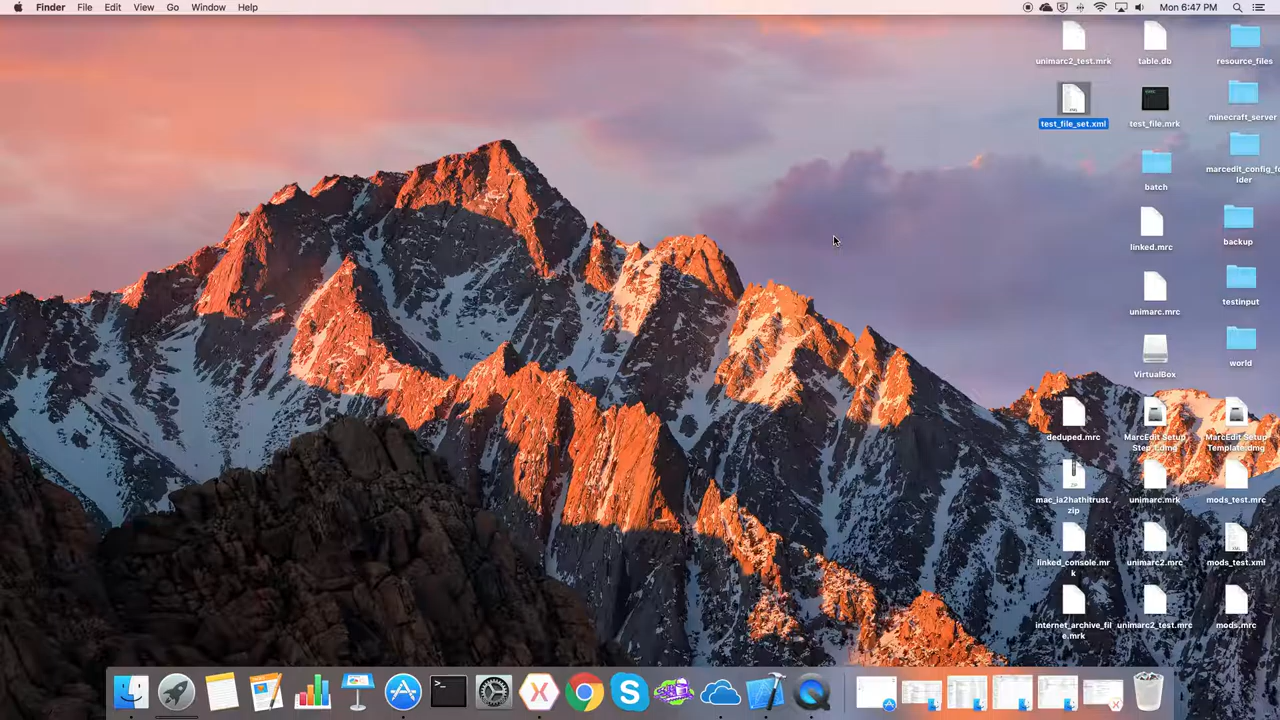 Finder File Edit View Go Window Help Mon 6:47 PM
unimarc2_test.mrk
table.db
resource_files
test_file_set.xml
test_file.mrk
minecraft_server
batch
marcedit_config_fo
lder
linked.mrc
backup
unimarc.mrc
testinput
VirtualBox
world
deduped.mrc
MarcEdit Setup
Step_1.dmg
MarcEdit Setup
Template.dmg
ZIP
mac_ia2hathitrust.
zip
unimarc.mrk
mods_test.mrc
linked_console.mr
k
unimarc2.mrc
mods_test.xml
internet_archive_fil
e.mrk
unimarc2_test.mrc
mods.mrc